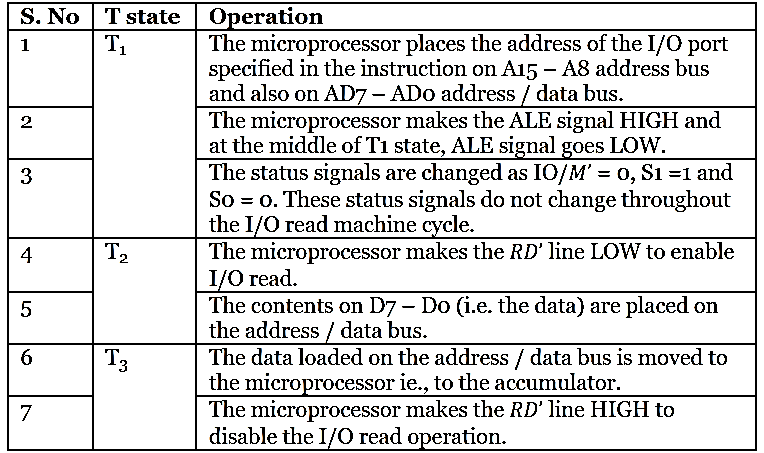 S. No T state Operation
1 T₁ The microprocessor places the address of the I/O port
specified in the instruction on A15 – A8 address bus
and also on AD7 – AD0 address / data bus.
2 The microprocessor makes the ALE signal HIGH and
at the middle of T1 state, ALE signal goes LOW.
3 The status signals are changed as IO/M' = 0, S1 =1 and
S0 = 0. These status signals do not change throughout
the I/O read machine cycle.
4 T₂ The microprocessor makes the RD' line LOW to enable
I/O read.
5 The contents on D7 – D0 (i.e. the data) are placed on
the address / data bus.
6 T₃ The data loaded on the address / data bus is moved to
the microprocessor ie., to the accumulator.
7 The microprocessor makes the RD' line HIGH to
disable the I/O read operation.